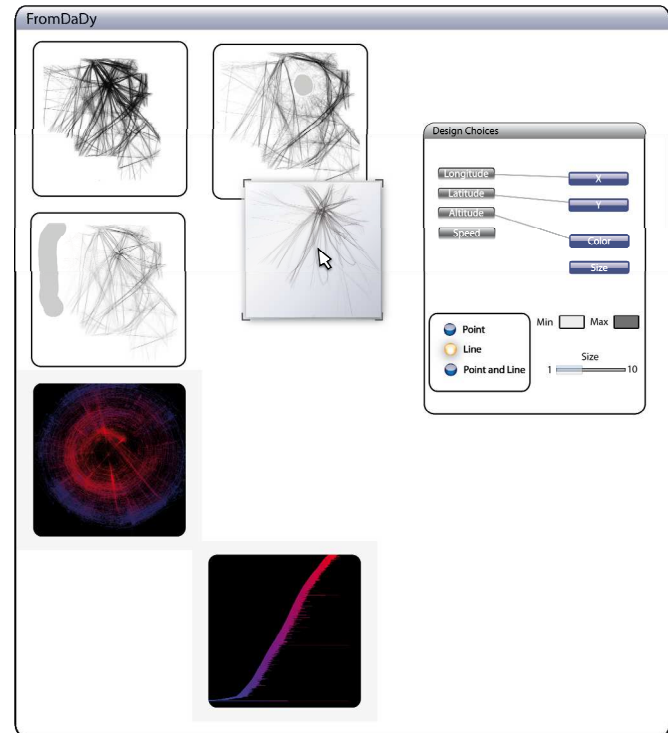 FromDaDy
Design Choices
Longitude
X
Latitude
Y
Altitude
Color
Speed
Size
Point
Line
Point and Line
Min
Max
Size
1
10